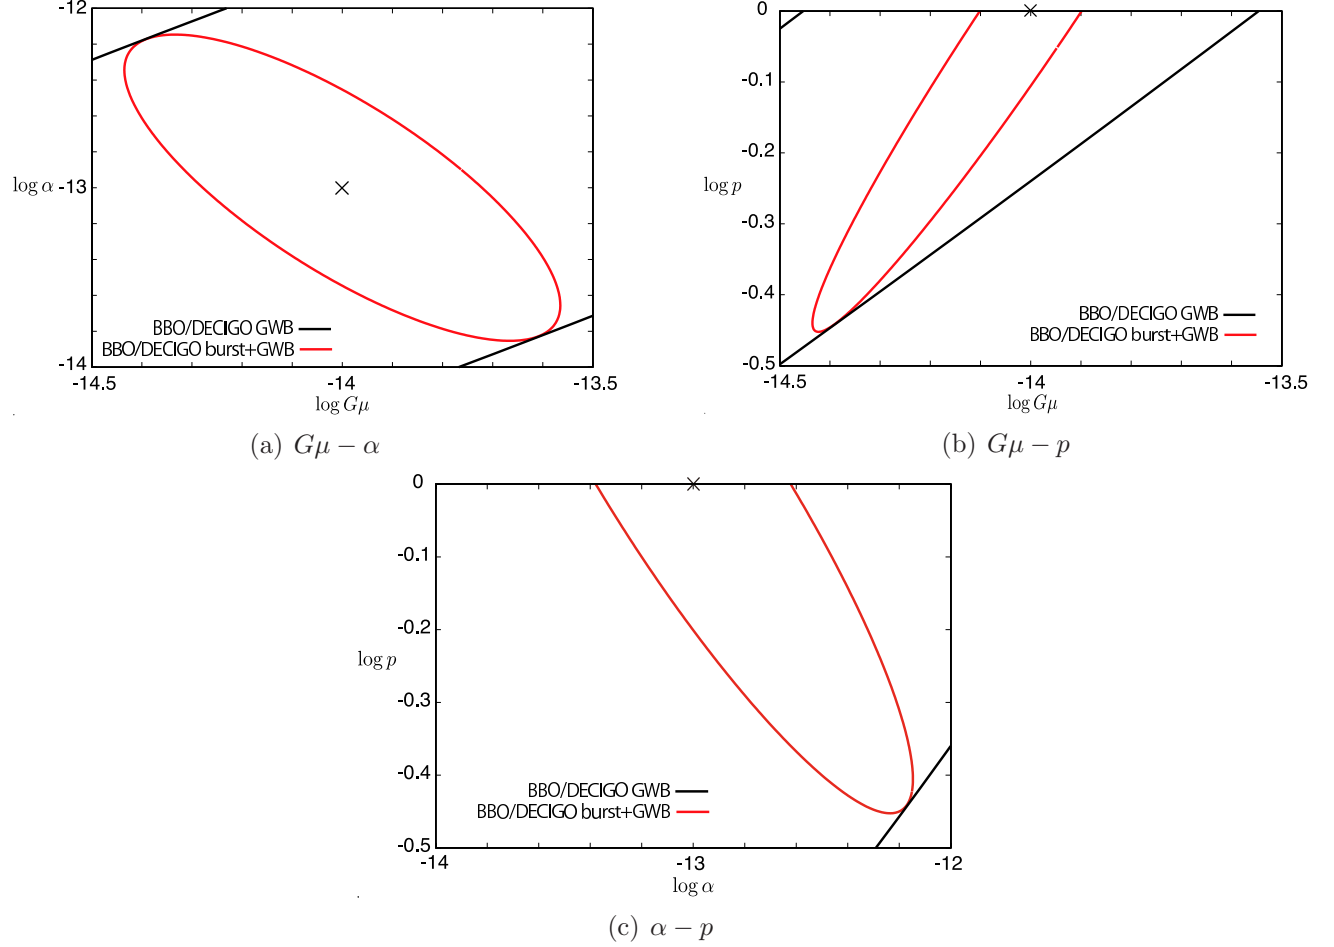 -12
log α -13
-14
-14.5 -14 -13.5
log Gμ
BBO/DECIGO GWB
BBO/DECIGO burst+GWB
(a) Gμ − α
0
-0.1
-0.2
log p
-0.3
-0.4
-0.5
-14.5 -14 -13.5
log Gμ
BBO/DECIGO GWB
BBO/DECIGO burst+GWB
(b) Gμ − p
0
-0.1
-0.2
log p
-0.3
-0.4
-0.5
-14 -13 -12
log α
BBO/DECIGO GWB
BBO/DECIGO burst+GWB
(c) α − p